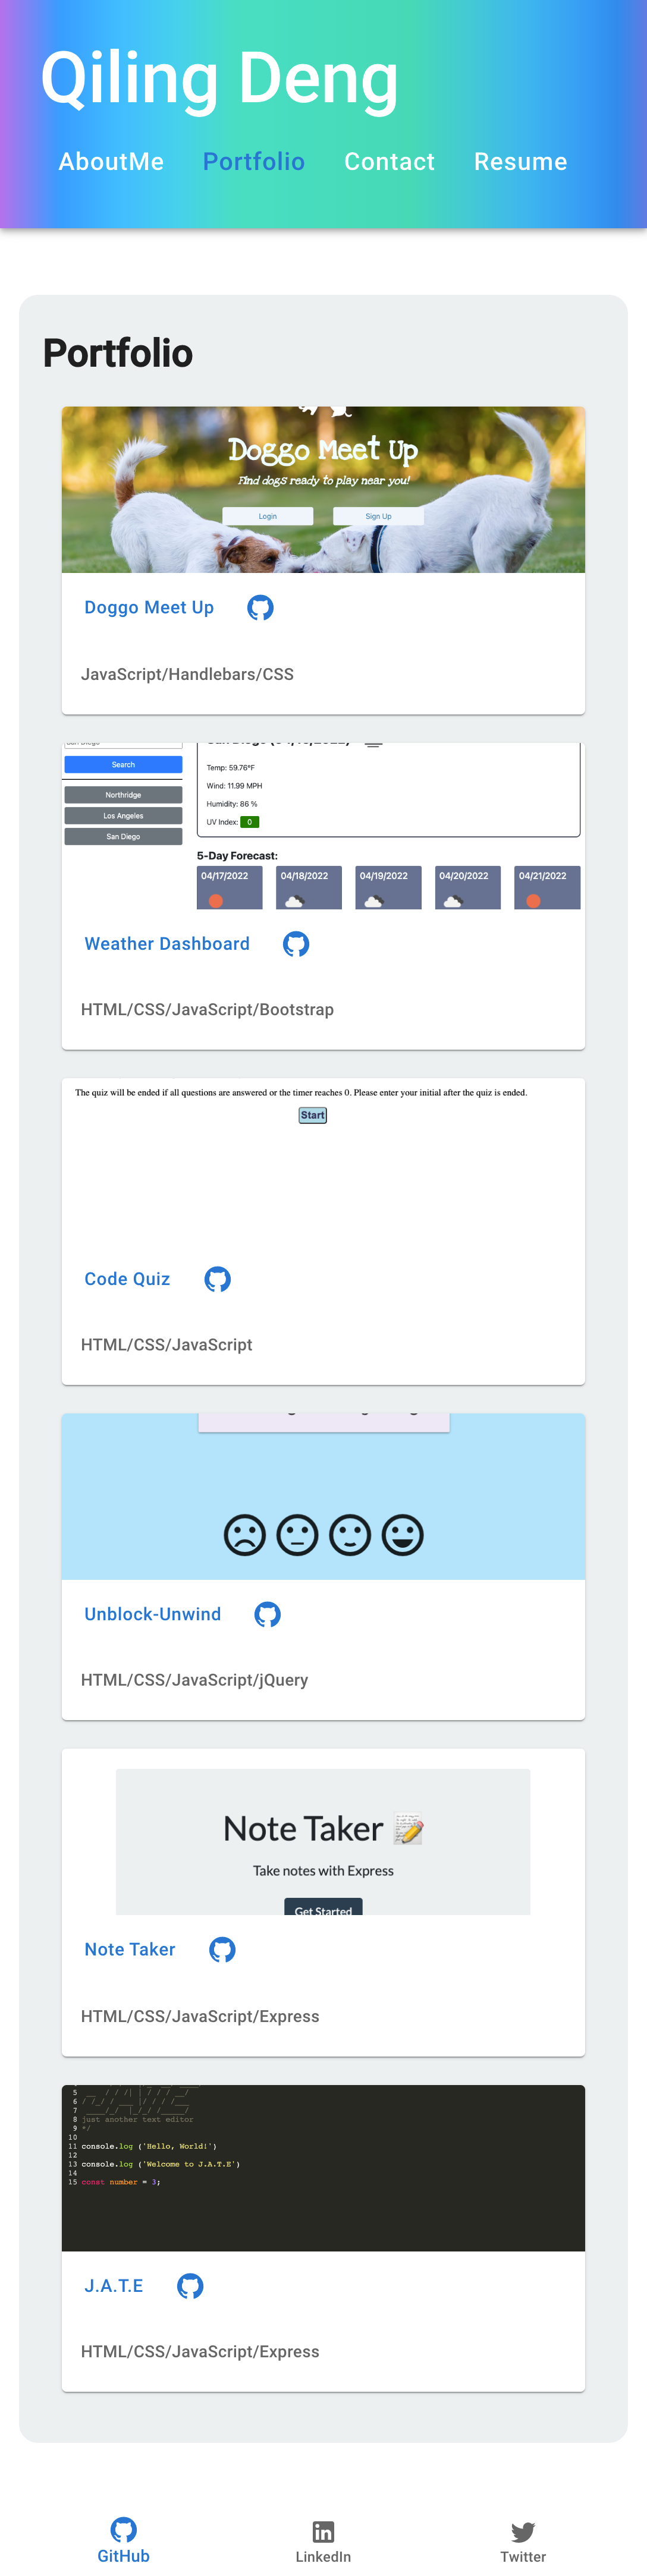 Qiling Deng
AboutMe Portfolio Contact Resume
Portfolio
Doggo Meet Up
Find dogs ready to play near you!
Login Sign Up
Doggo Meet Up
JavaScript/Handlebars/CSS
Search
Northridge
Los Angeles
San Diego
Temp: 59.76°F
Wind: 11.99 MPH
Humidity: 86 %
UV Index: 0
5-Day Forecast:
04/17/2022 04/18/2022 04/19/2022 04/20/2022 04/21/2022
Weather Dashboard
HTML/CSS/JavaScript/Bootstrap
The quiz will be ended if all questions are answered or the timer reaches 0. Please enter your initial after the quiz is ended.
Start
Code Quiz
HTML/CSS/JavaScript
Unblock-Unwind
HTML/CSS/JavaScript/jQuery
Note Taker
Take notes with Express
Get Started
Note Taker
HTML/CSS/JavaScript/Express
5
6
7
8 just another text editor
9 */
10
11 console.log ('Hello, World!')
12
13 console.log ('Welcome to J.A.T.E')
14
15 const number = 3;
J.A.T.E
HTML/CSS/JavaScript/Express
GitHub LinkedIn Twitter